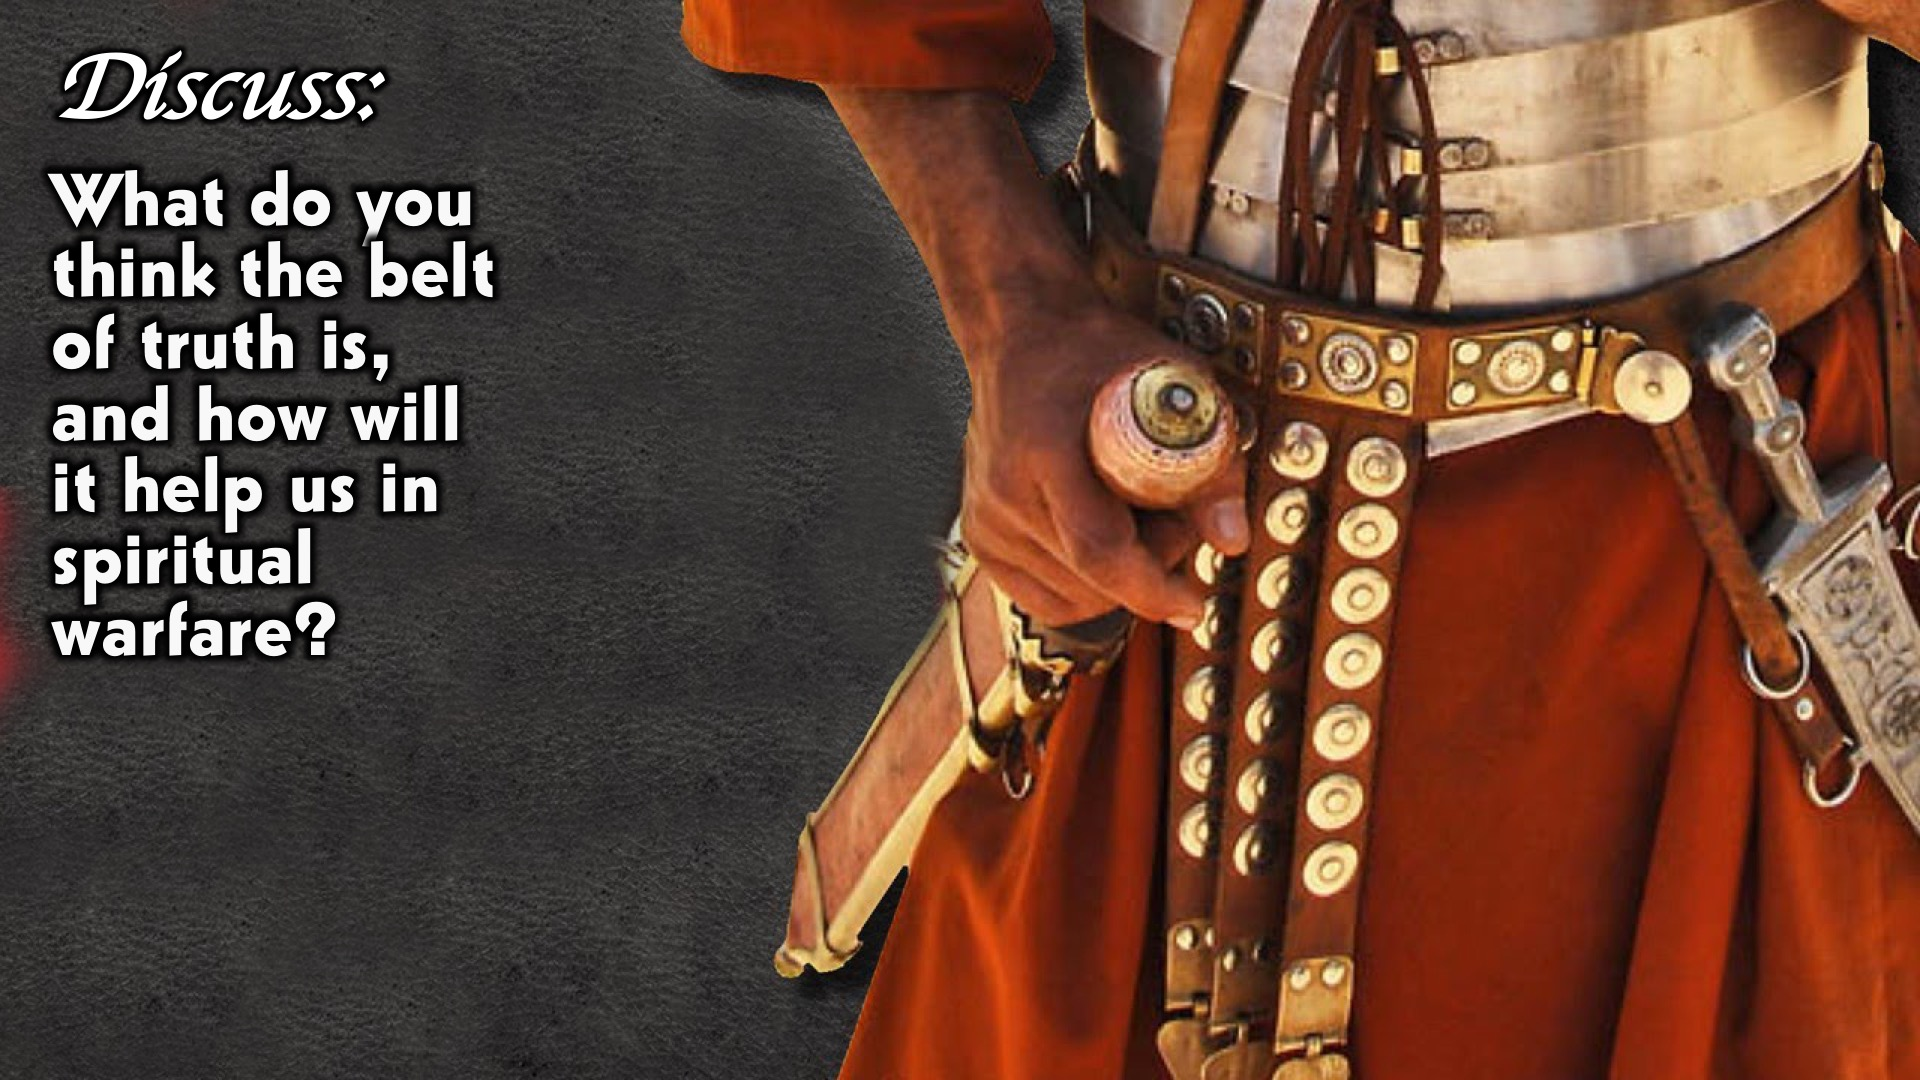 Discuss:
What do you
think the belt
of truth is,
and how will
it help us in
spiritual
warfare?